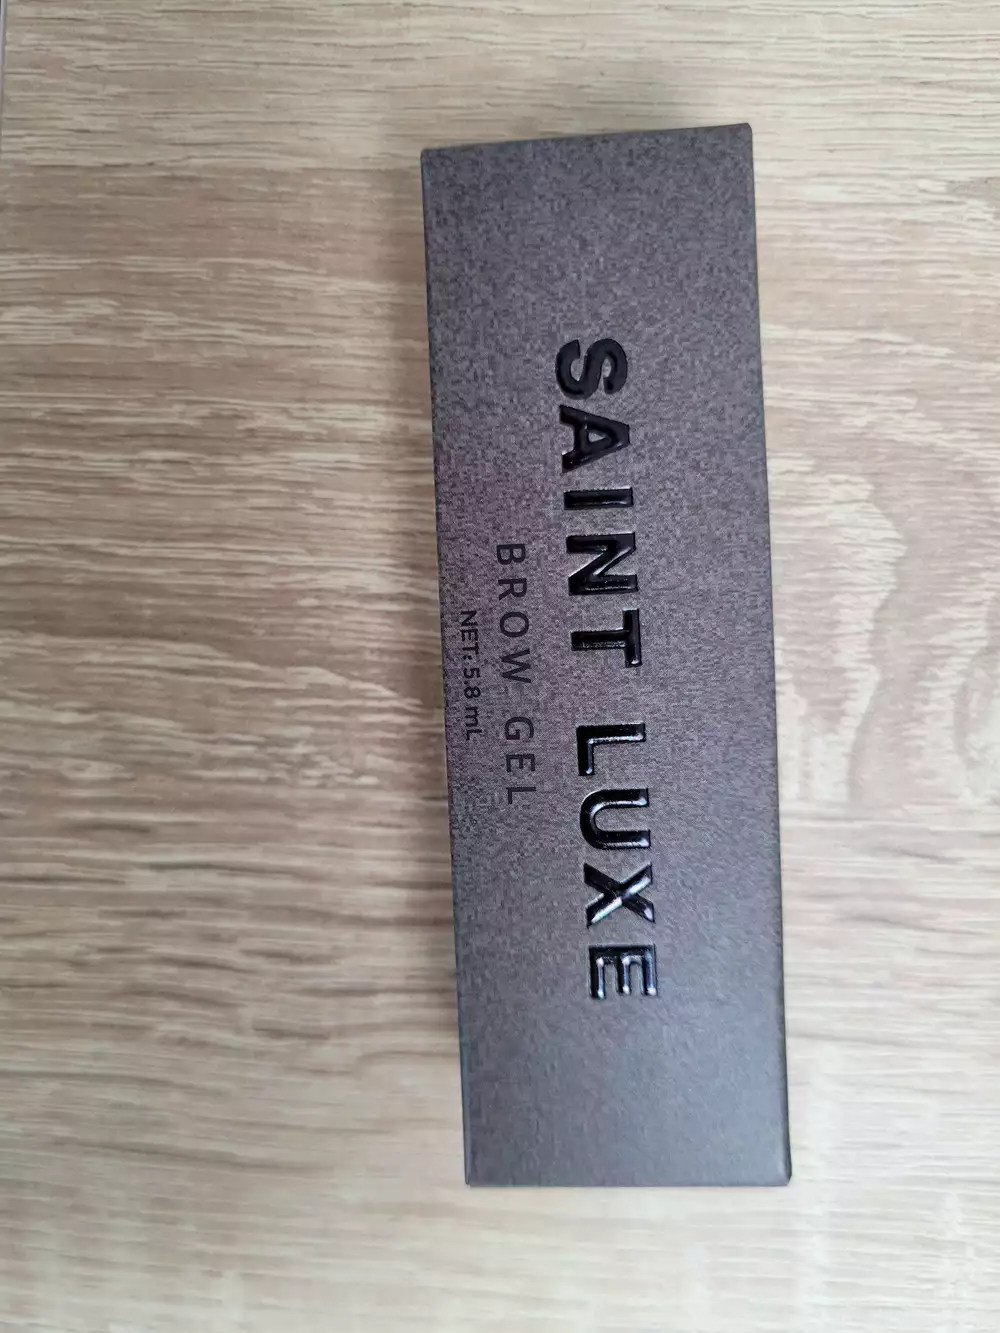 SAINT LUXE
BROW GEL
NET: 5.8 mL